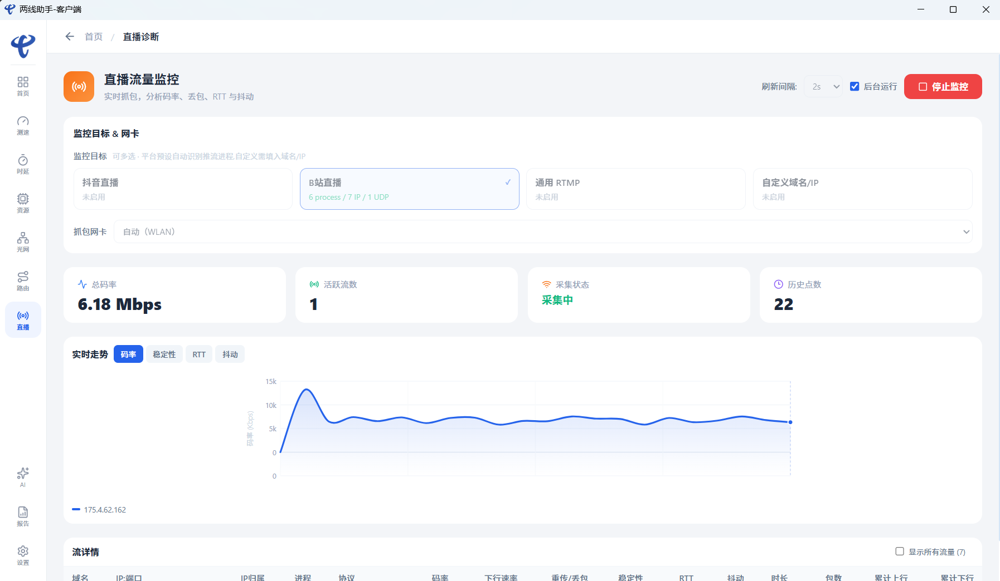 两线助手-客户端
首页 / 直播诊断
首页
测速
时延
资源
光网
路由
直播
AI
报告
设置
直播流量监控
实时抓包，分析码率、丢包、RTT 与抖动
刷新间隔: 2s 后台运行 停止监控
监控目标 & 网卡
监控目标 可多选 · 平台预设自动识别推流进程,自定义需填入域名/IP
抖音直播
未启用
B站直播
6 process / 7 IP / 1 UDP
通用 RTMP
未启用
自定义域名/IP
未启用
抓包网卡 自动（WLAN）
总码率
6.18 Mbps
活跃流数
1
采集状态
采集中
历史点数
22
实时走势 码率 稳定性 RTT 抖动
码率 (Kbps)
15k
10k
5k
0
0
175.4.62.162
流详情 显示所有流量 (7)
域名 IP:端口 IP归属 进程 协议 码率 下行速率 重传/丢包 稳定性 RTT 抖动 时长 包数 累计上行 累计下行